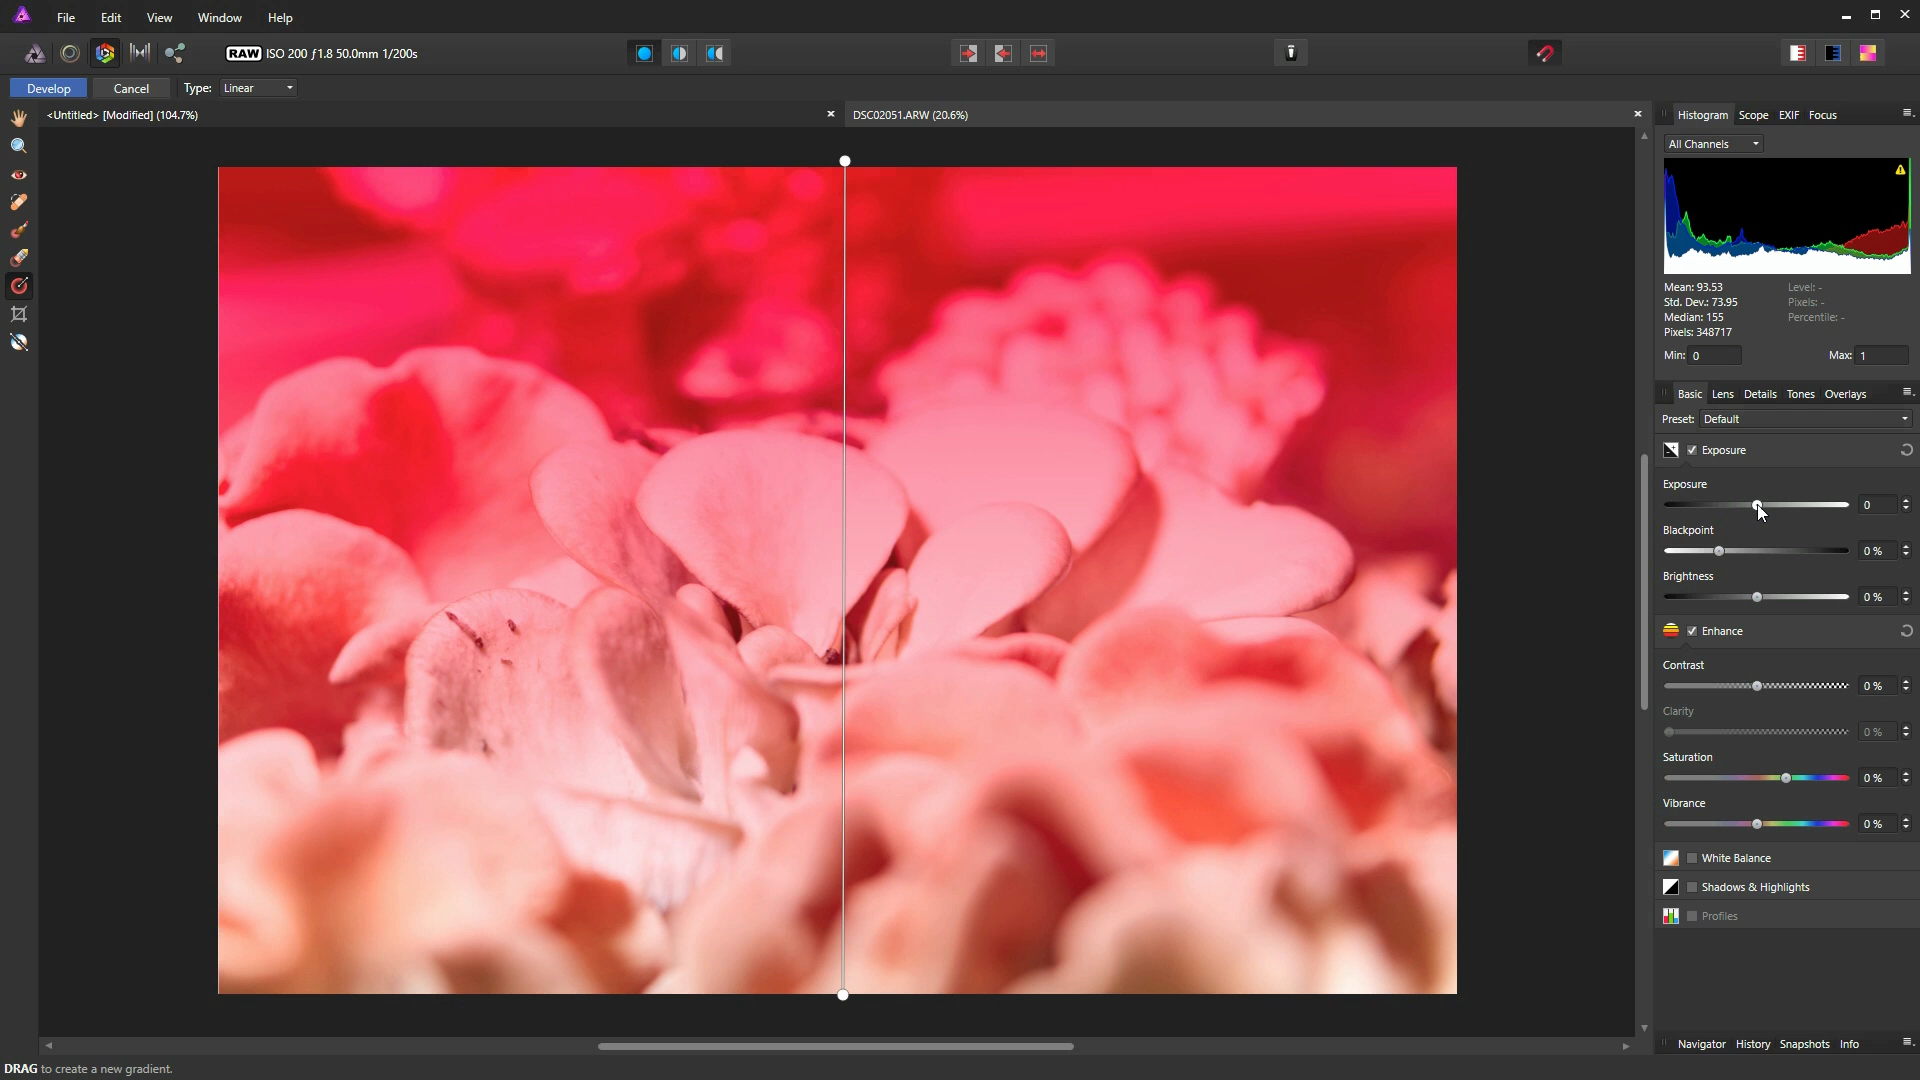 File Edit View Window Help
RAW ISO 200 ƒ1.8 50.0mm 1/200s
Develop Cancel Type: Linear
<Untitled> [Modified] (104.7%) DSC02051.ARW (20.6%)
Histogram Scope EXIF Focus
All Channels
Mean: 93.53 Level: -
Std. Dev.: 73.95 Pixels: -
Median: 155 Percentile: -
Pixels: 348717
Min: 0 Max: 1
Basic Lens Details Tones Overlays
Preset: Default
Exposure
Exposure
0
Blackpoint
0 %
Brightness
0 %
Enhance
Contrast
0 %
Clarity
0 %
Saturation
0 %
Vibrance
0 %
White Balance
Shadows & Highlights
Profiles
Navigator History Snapshots Info
DRAG to create a new gradient.